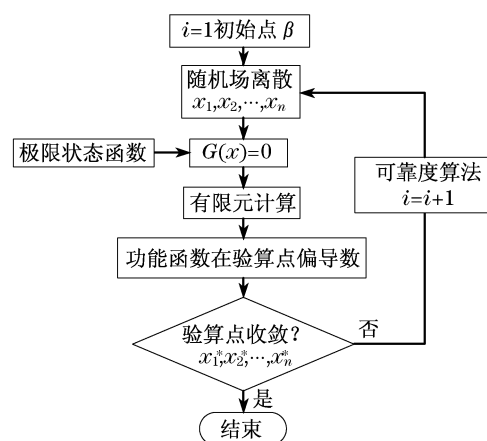 i=1初始点 β
随机场离散
x₁,x₂,···,xₙ
极限状态函数
G(x)=0
可靠度算法
i=i+1
有限元计算
功能函数在验算点偏导数
验算点收敛?
x₁*,x₂*,···,xₙ*
否
是
结束